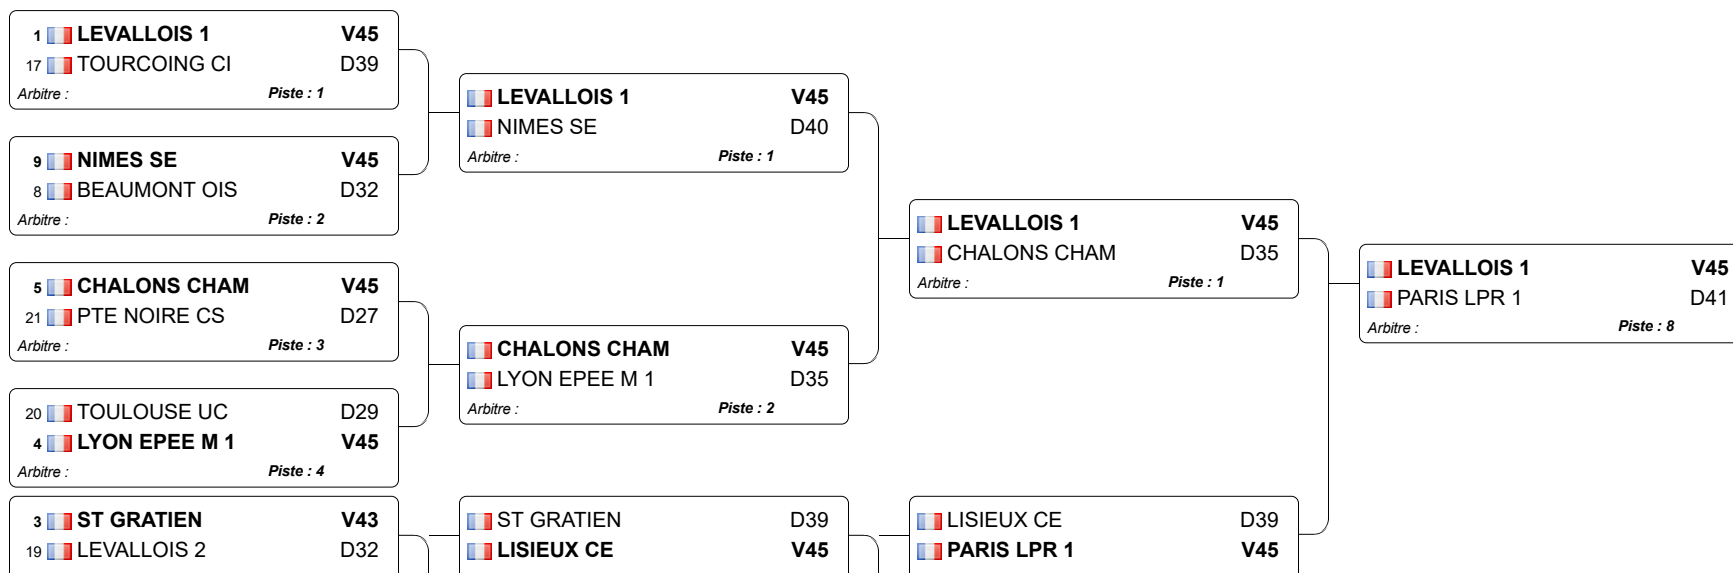 1 LEVALLOIS 1 V45
17 TOURCOING CI D39
Arbitre : Piste : 1
9 NIMES SE V45
8 BEAUMONT OIS D32
Arbitre : Piste : 2
5 CHALONS CHAM V45
21 PTE NOIRE CS D27
Arbitre : Piste : 3
20 TOULOUSE UC D29
4 LYON EPEE M 1 V45
Arbitre : Piste : 4
3 ST GRATIEN V43
19 LEVALLOIS 2 D32
LEVALLOIS 1 V45
NIMES SE D40
Arbitre : Piste : 1
CHALONS CHAM V45
LYON EPEE M 1 D35
Arbitre : Piste : 2
ST GRATIEN D39
LISIEUX CE V45
LEVALLOIS 1 V45
CHALONS CHAM D35
Arbitre : Piste : 1
LISIEUX CE D39
PARIS LPR 1 V45
LEVALLOIS 1 V45
PARIS LPR 1 D41
Arbitre : Piste : 8